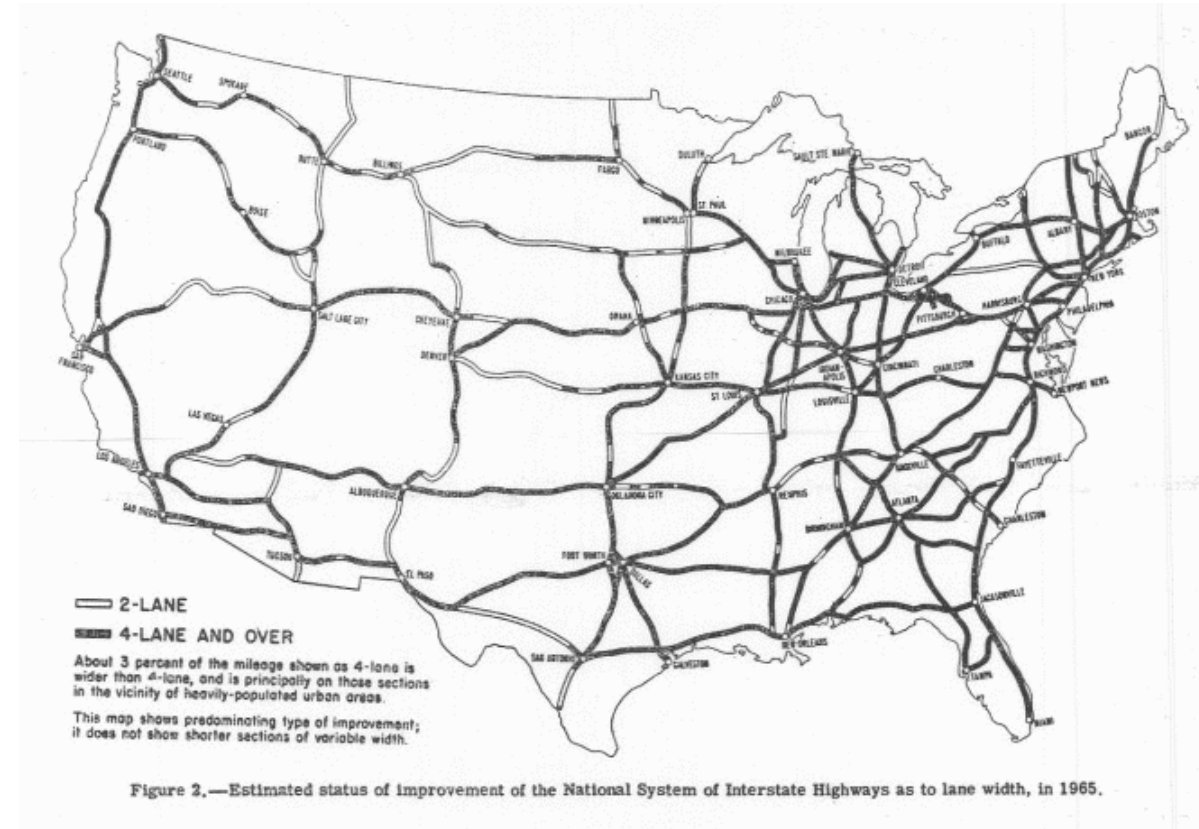 SEATTLE
SPOKANE
PORTLAND
BUTTE
BILLINGS
FARGO
DULUTH
SAULT STE. MARIE
BANGOR
BOISE
MINNEAPOLIS
ST. PAUL
MILWAUKEE
DETROIT
CLEVELAND
BUFFALO
ALBANY
BOSTON
NEW YORK
SALT LAKE CITY
CHEYENNE
OMAHA
CHICAGO
PITTSBURGH
HARRISBURG
PHILADELPHIA
SAN FRANCISCO
DENVER
KANSAS CITY
ST LOUIS
INDIAN-
APOLIS
CINCINNATI
LOUISVILLE
CHARLESTON
WASHINGTON
RICHMOND
NEWPORT NEWS
LAS VEGAS
LOS ANGELES
ALBUQUERQUE
OKLAHOMA CITY
MEMPHIS
FAYETTEVILLE
SAN DIEGO
BIRMINGHAM
ATLANTA
CHARLESTON
TUCSON
EL PASO
FORT WORTH
DALLAS
JACKSONVILLE
SAN ANTONIO
GALVESTON
NEW ORLEANS
TAMPA
MIAMI
2-LANE
4-LANE AND OVER
About 3 percent of the mileage shown as 4-lane is
wider than 4-lane, and is principally on those sections
in the vicinity of heavily-populated urban areas.
This map shows predominating type of improvement;
it does not show shorter sections of variable width.
Figure 2.—Estimated status of improvement of the National System of Interstate Highways as to lane width, in 1965.